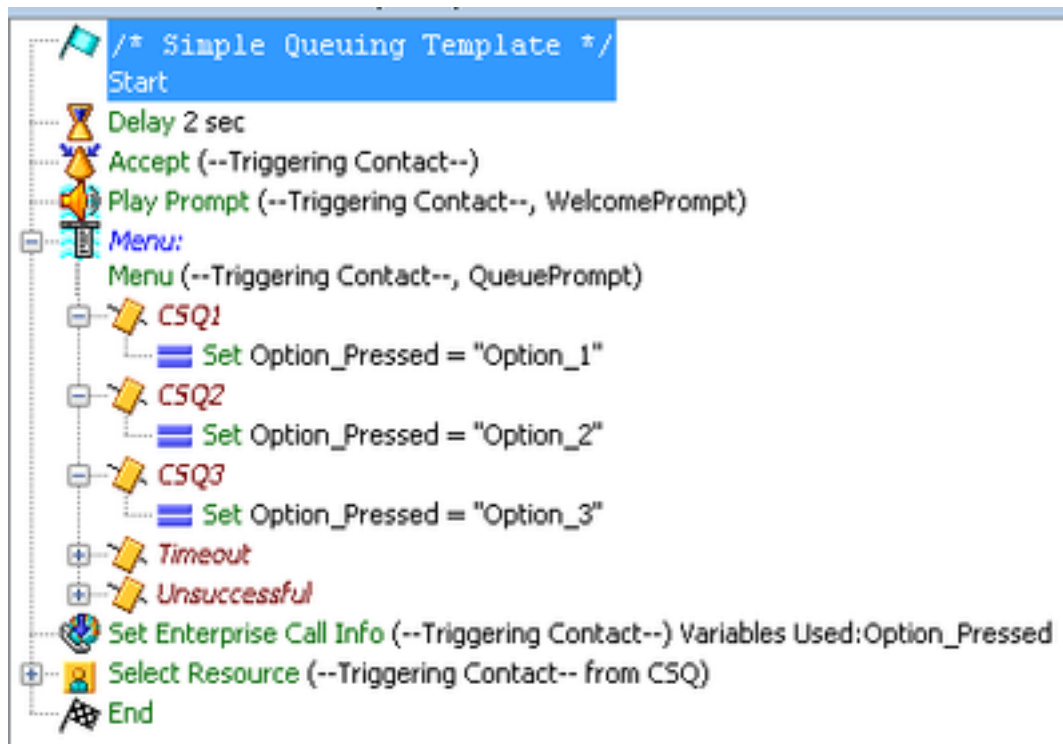 /* Simple Queuing Template */
Start
Delay 2 sec
Accept (--Triggering Contact--)
Play Prompt (--Triggering Contact--, WelcomePrompt)
Menu:
Menu (--Triggering Contact--, QueuePrompt)
CSQ1
Set Option_Pressed = "Option_1"
CSQ2
Set Option_Pressed = "Option_2"
CSQ3
Set Option_Pressed = "Option_3"
Timeout
Unsuccessful
Set Enterprise Call Info (--Triggering Contact--) Variables Used:Option_Pressed
Select Resource (--Triggering Contact-- from CSQ)
End